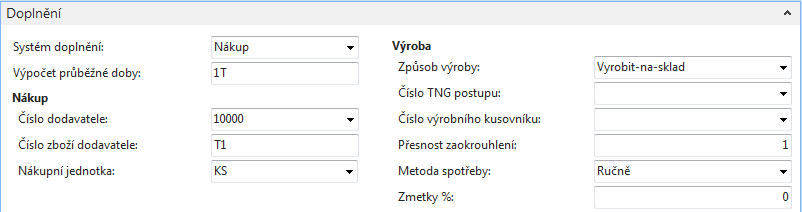 Doplnění
Systém doplnění: Nákup
Výpočet průběžné doby: 1T
Nákup
Číslo dodavatele: 10000
Číslo zboží dodavatele: T1
Nákupní jednotka: KS
Výroba
Způsob výroby: Vyrobit-na-sklad
Číslo TNG postupu:
Číslo výrobního kusovníku:
Přesnost zaokrouhlení: 1
Metoda spotřeby: Ručně
Zmetky %: 0